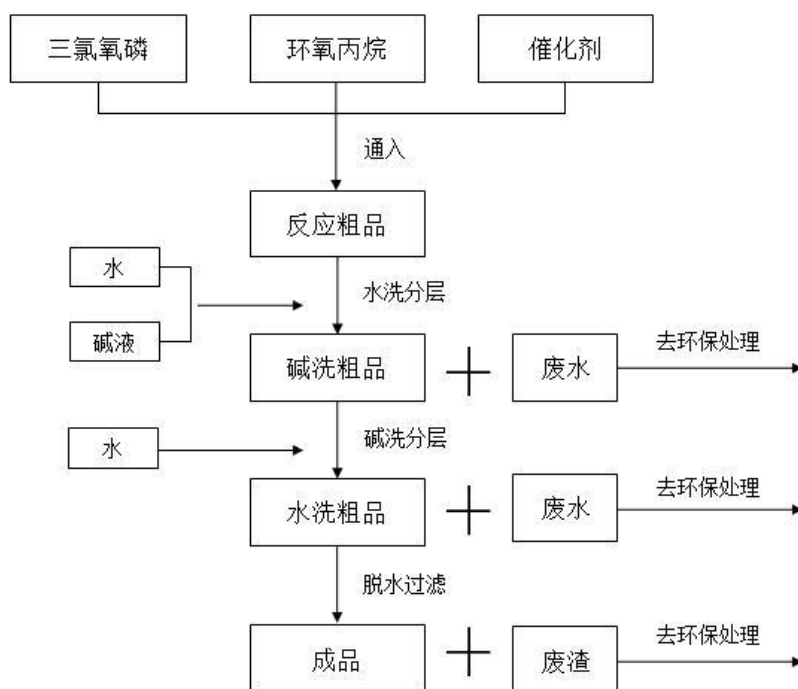 三氯氧磷
环氧丙烷
催化剂
通入
反应粗品
水
水洗分层
碱液
碱洗粗品
废水
去环保处理
水
碱洗分层
水洗粗品
废水
去环保处理
脱水过滤
成品
废渣
去环保处理